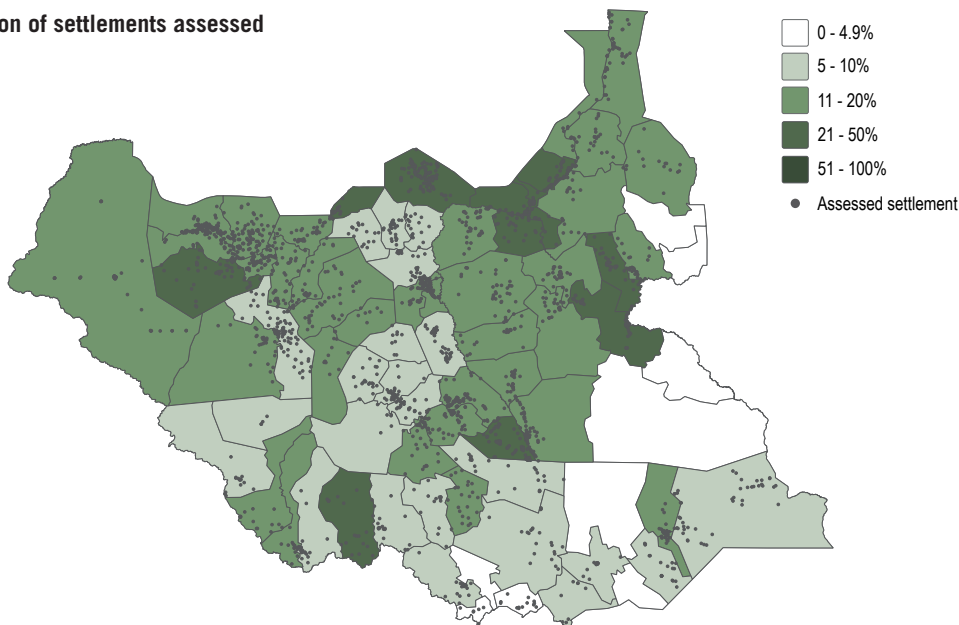 on of settlements assessed
0 - 4.9%
5 - 10%
11 - 20%
21 - 50%
51 - 100%
Assessed settlement